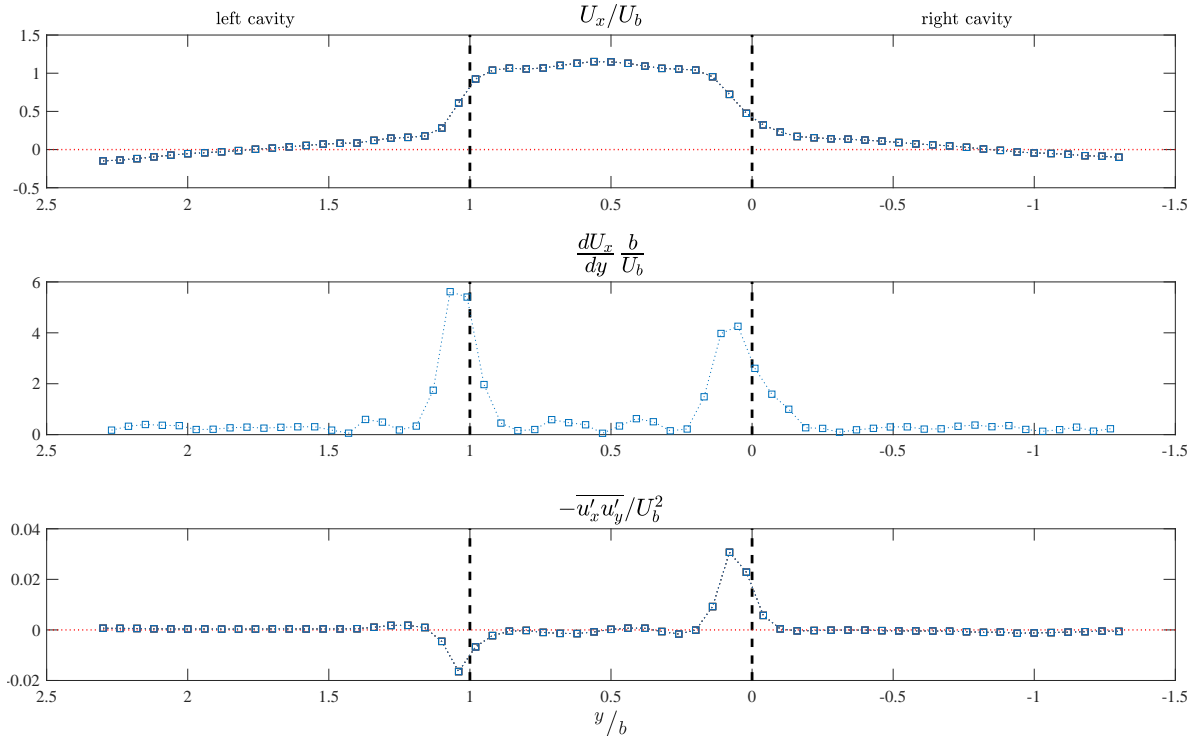 left cavity U_x/U_b right cavity
1.5
1
0.5
0
-0.5
2.5 2 1.5 1 0.5 0 -0.5 -1 -1.5
dU_x/dy b/U_b
6
4
2
0
2.5 2 1.5 1 0.5 0 -0.5 -1 -1.5
−\overline{u'_x u'_y}/U_b^2
0.04
0.02
0
-0.02
2.5 2 1.5 1 0.5 0 -0.5 -1 -1.5
y/b